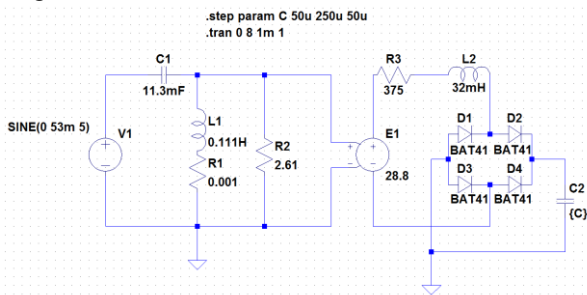 .step param C 50u 250u 50u
.tran 0 8 1m 1
C1
11.3mF
R3
375
L2
32mH
SINE(0 53m 5)
V1
L1
0.111H
R1
0.001
R2
2.61
E1
28.8
D1
BAT41
D2
BAT41
D3
BAT41
D4
BAT41
C2
{C}